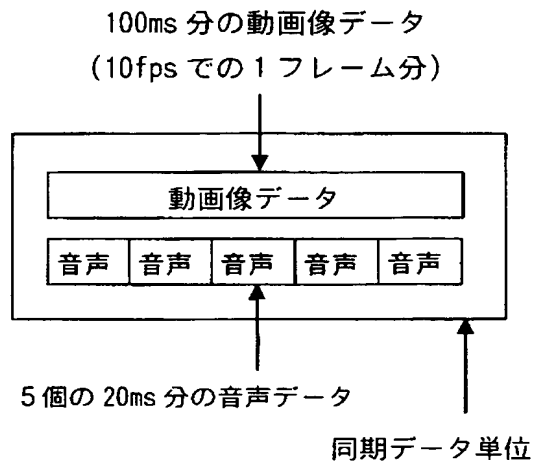 100ms 分の動画像データ
(10fps での 1 フレーム分)
動画像データ
音声 音声 音声 音声 音声
5個の 20ms 分の音声データ
同期データ単位